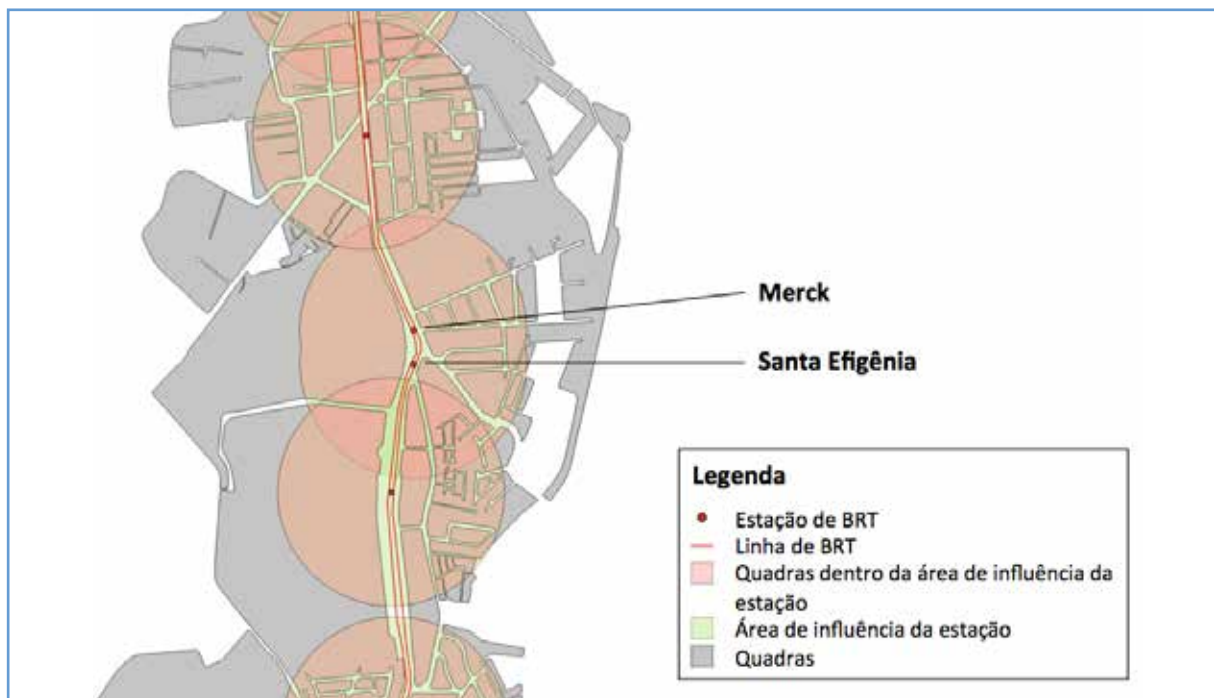 Merck
Santa Efigênia
Legenda
Estação de BRT
Linha de BRT
Quadras dentro da área de influência da
estação
Área de influência da estação
Quadras